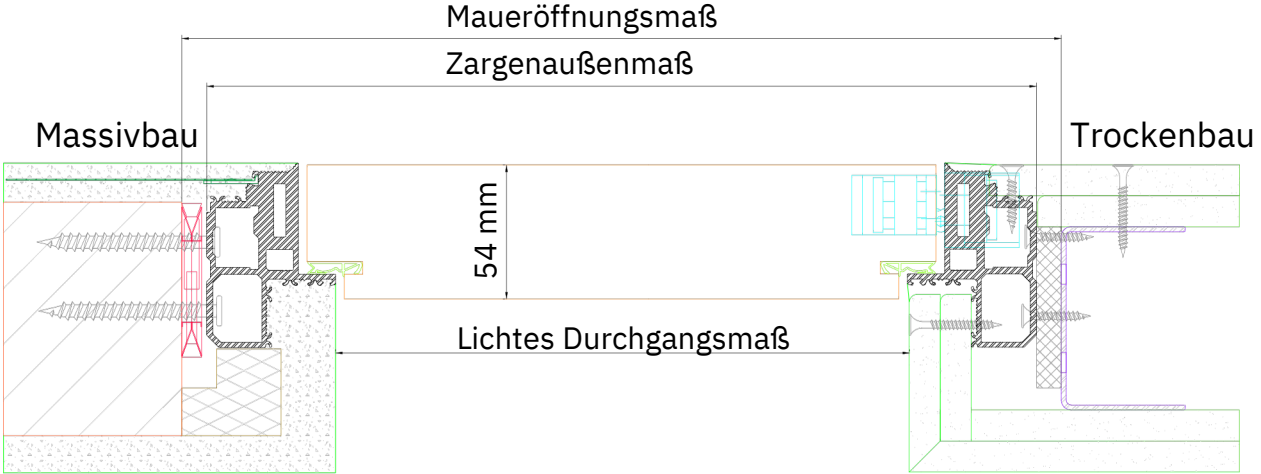 Maueröffnungsmaß
Zargenaußenmaß
Massivbau
Trockenbau
54 mm
Lichtes Durchgangsmaß